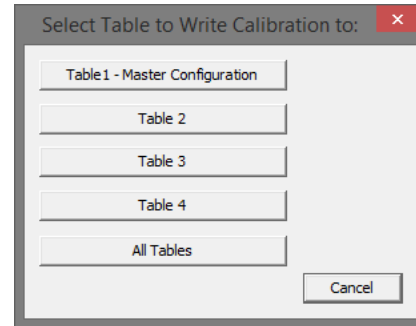 Select Table to Write Calibration to:
Table1 - Master Configuration
Table 2
Table 3
Table 4
All Tables
Cancel